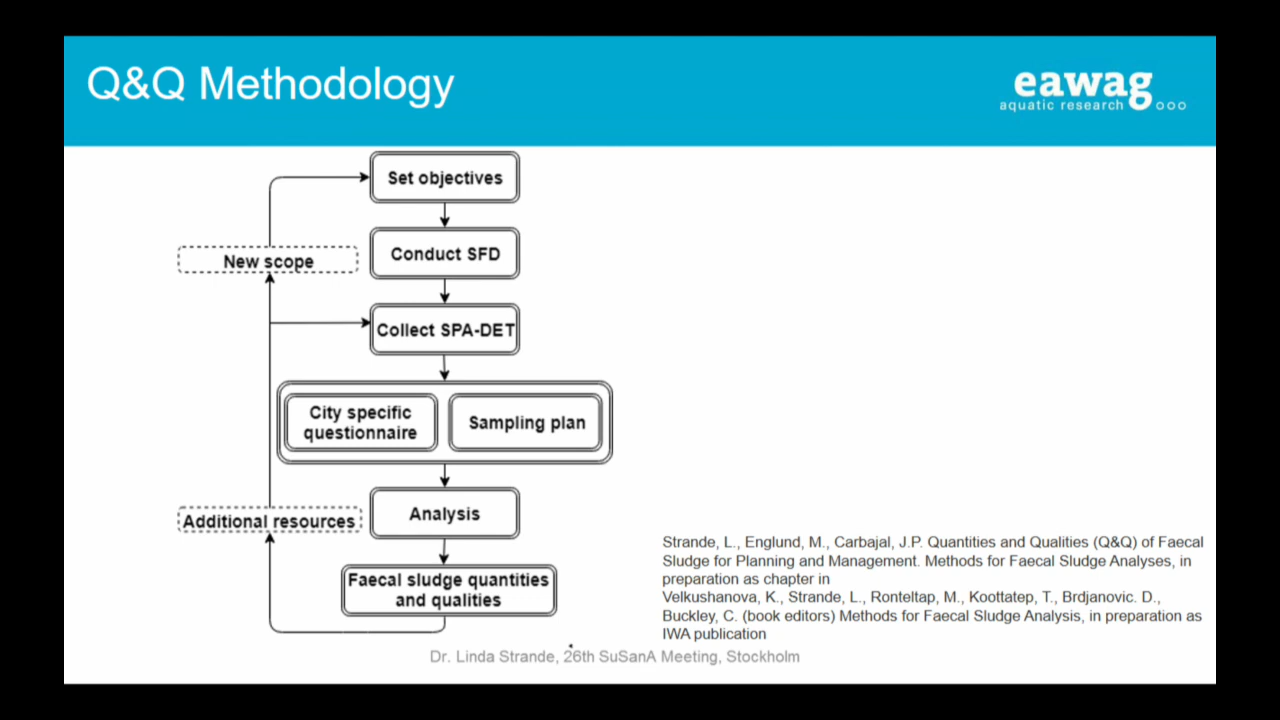 Q&Q Methodology
eawag
aquatic research
Set objectives
Conduct SFD
New scope
Collect SPA-DET
City specific
questionnaire
Sampling plan
Additional resources
Analysis
Faecal sludge quantities
and qualities
Strande, L., Englund, M., Carbajal, J.P. Quantities and Qualities (Q&Q) of Faecal
Sludge for Planning and Management. Methods for Faecal Sludge Analyses, in
preparation as chapter in
Velkushanova, K., Strande, L., Ronteltap, M., Koottatep, T., Brdjanovic. D.,
Buckley, C. (book editors) Methods for Faecal Sludge Analysis, in preparation as
IWA publication
Dr. Linda Strande, 26th SuSanA Meeting, Stockholm